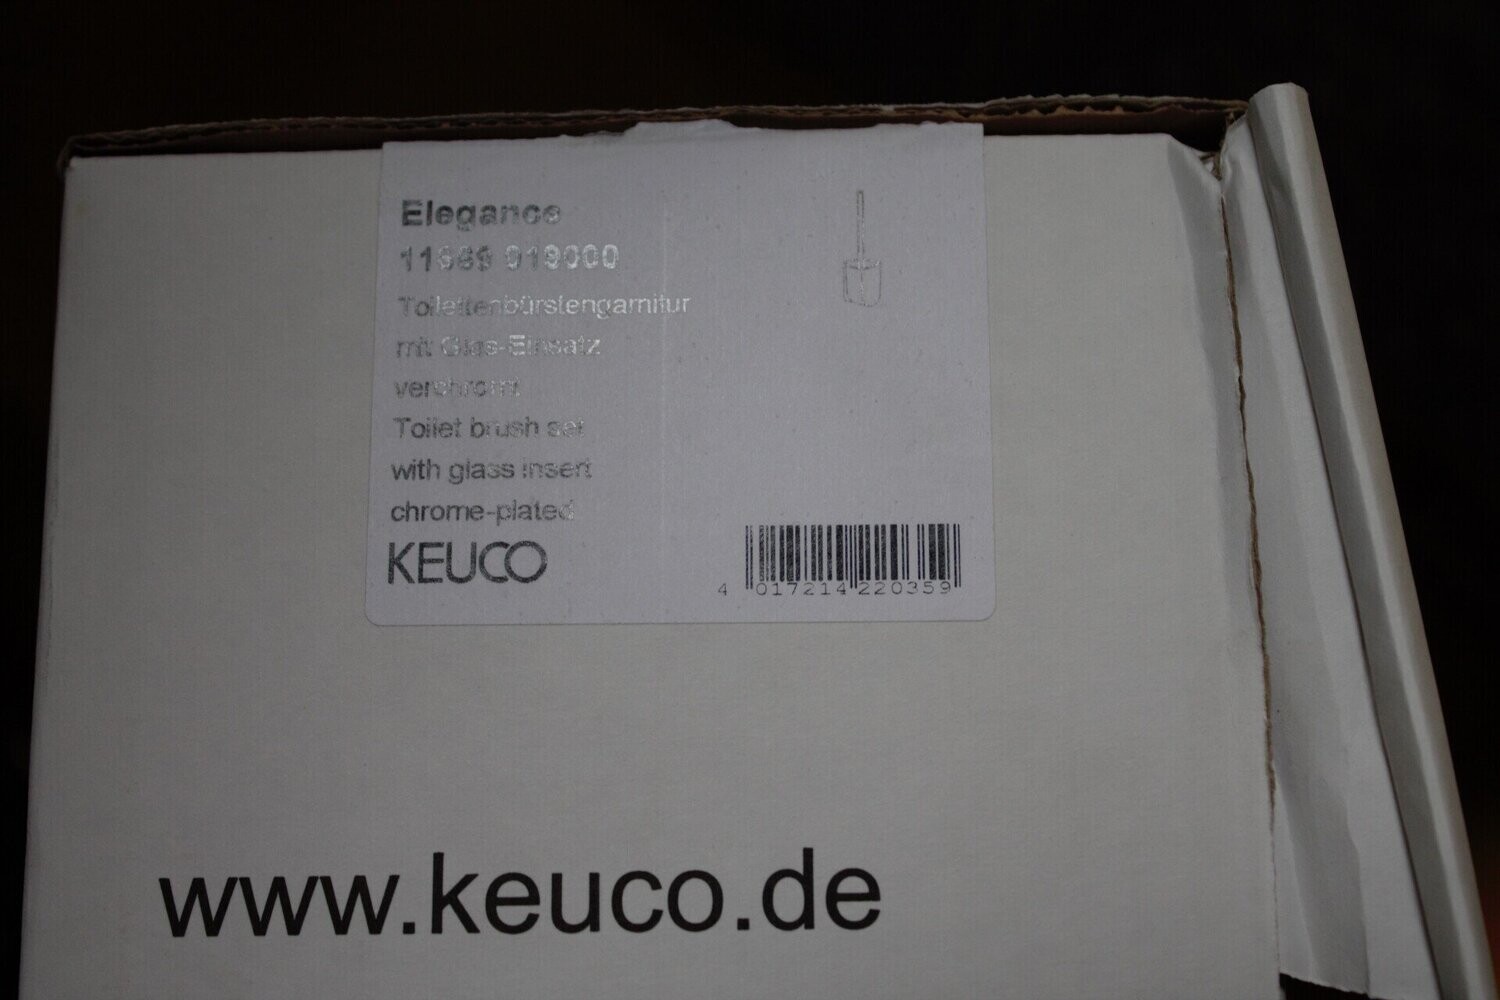 Elegance
11669 019000
Toilettenbürstengarnitur
mit Glas-Einsatz
verchromt
Toilet brush set
with glass insert
chrome-plated
KEUCO
4 017214 220359
www.keuco.de